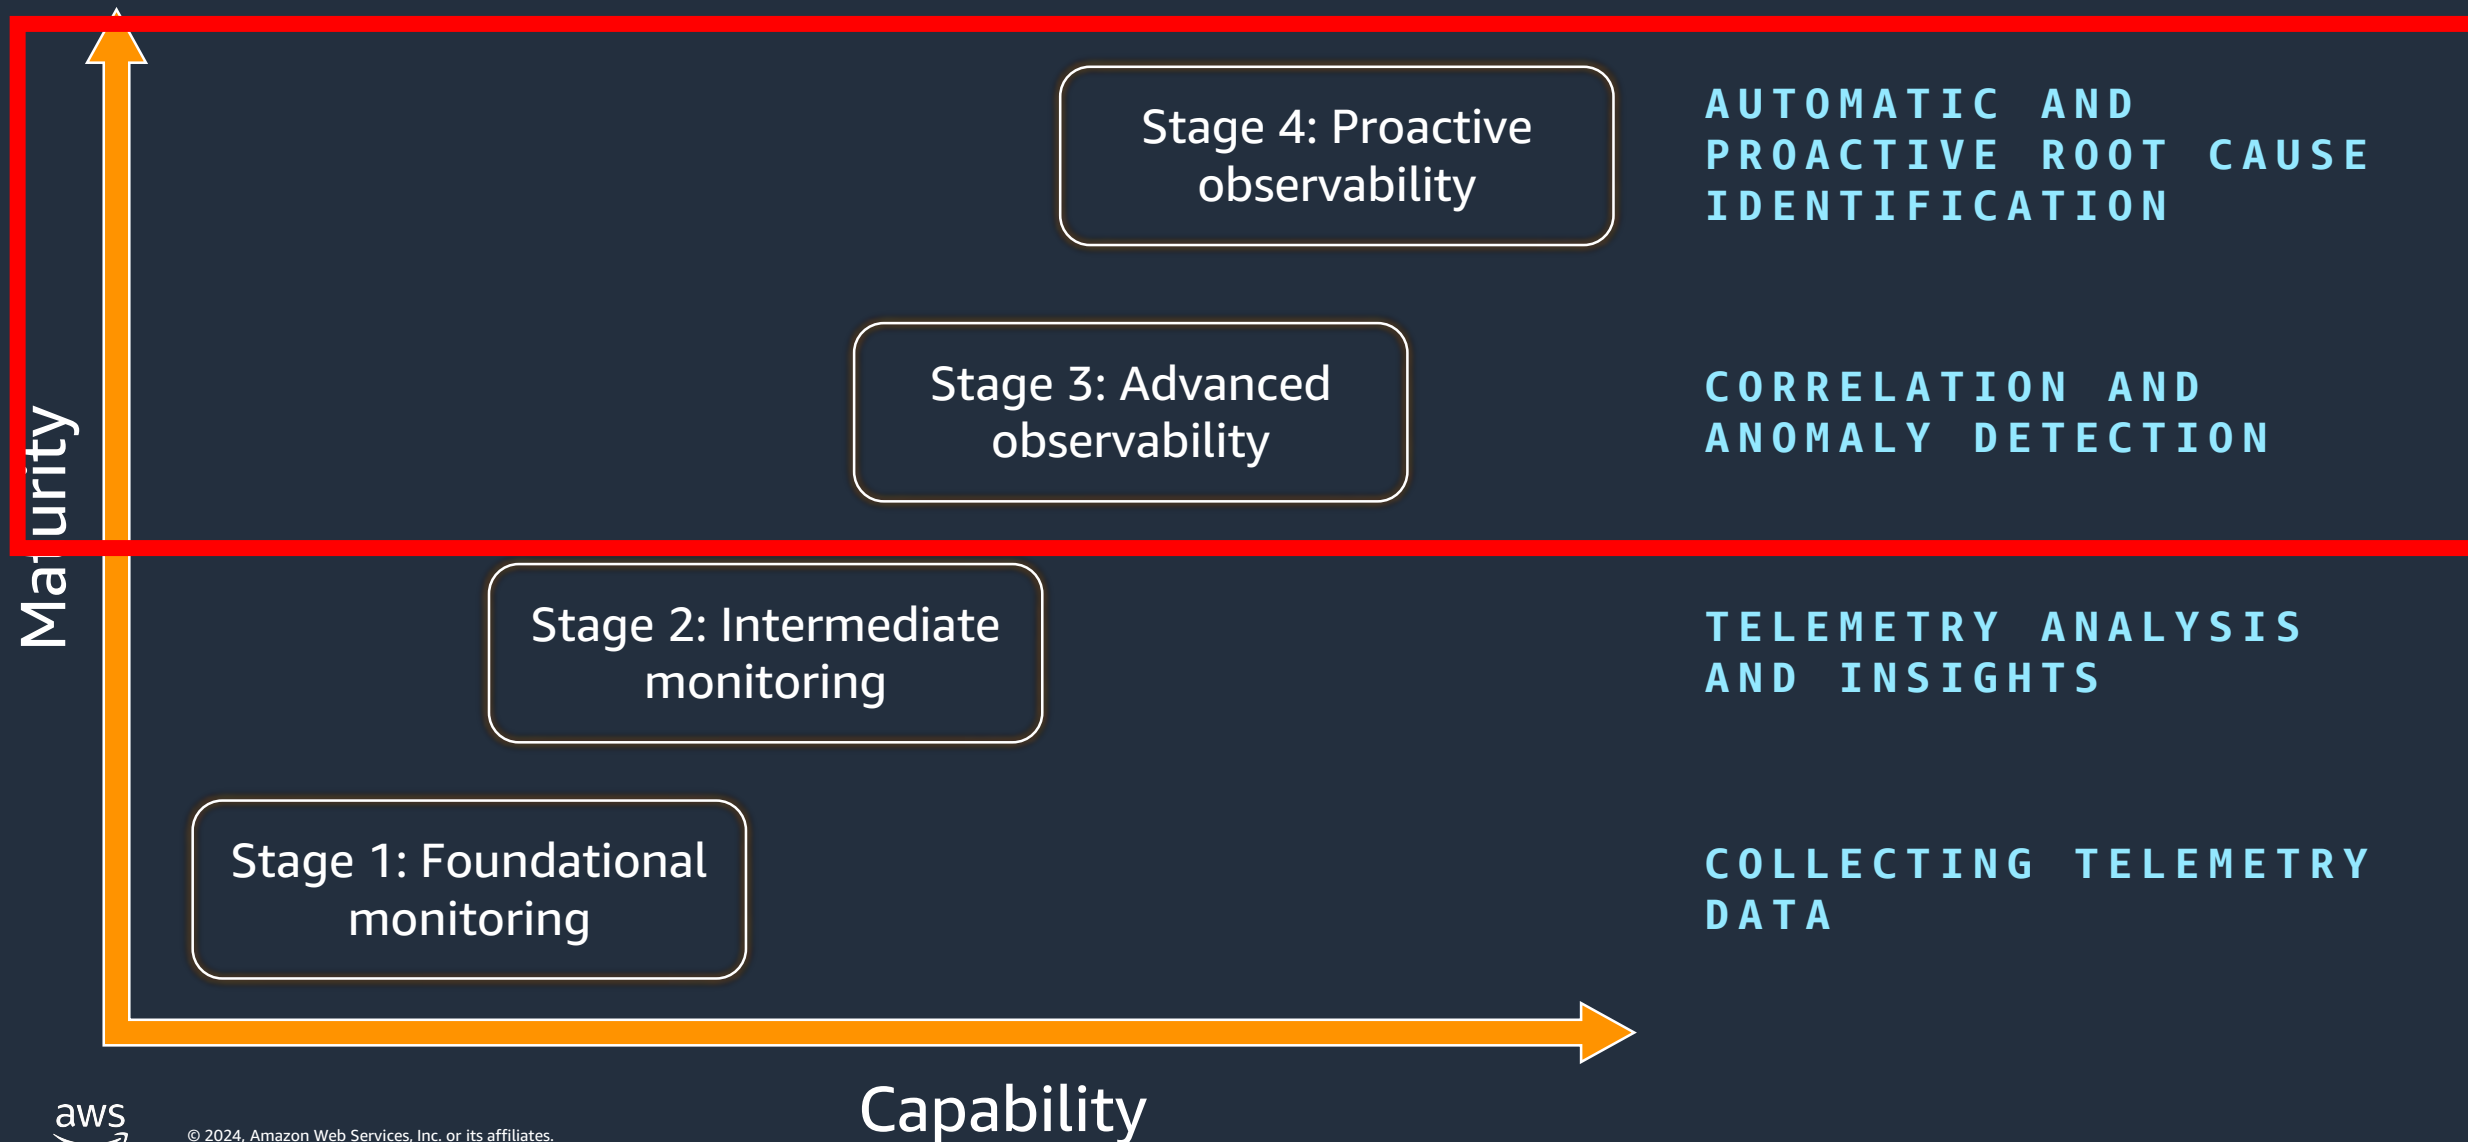 Stage 4: Proactive
observability
AUTOMATIC AND
PROACTIVE ROOT CAUSE
IDENTIFICATION
Stage 3: Advanced
observability
CORRELATION AND
ANOMALY DETECTION
Maturity
Stage 2: Intermediate
monitoring
TELEMETRY ANALYSIS
AND INSIGHTS
Stage 1: Foundational
monitoring
COLLECTING TELEMETRY
DATA
Capability
aws
© 2024, Amazon Web Services, Inc. or its affiliates.